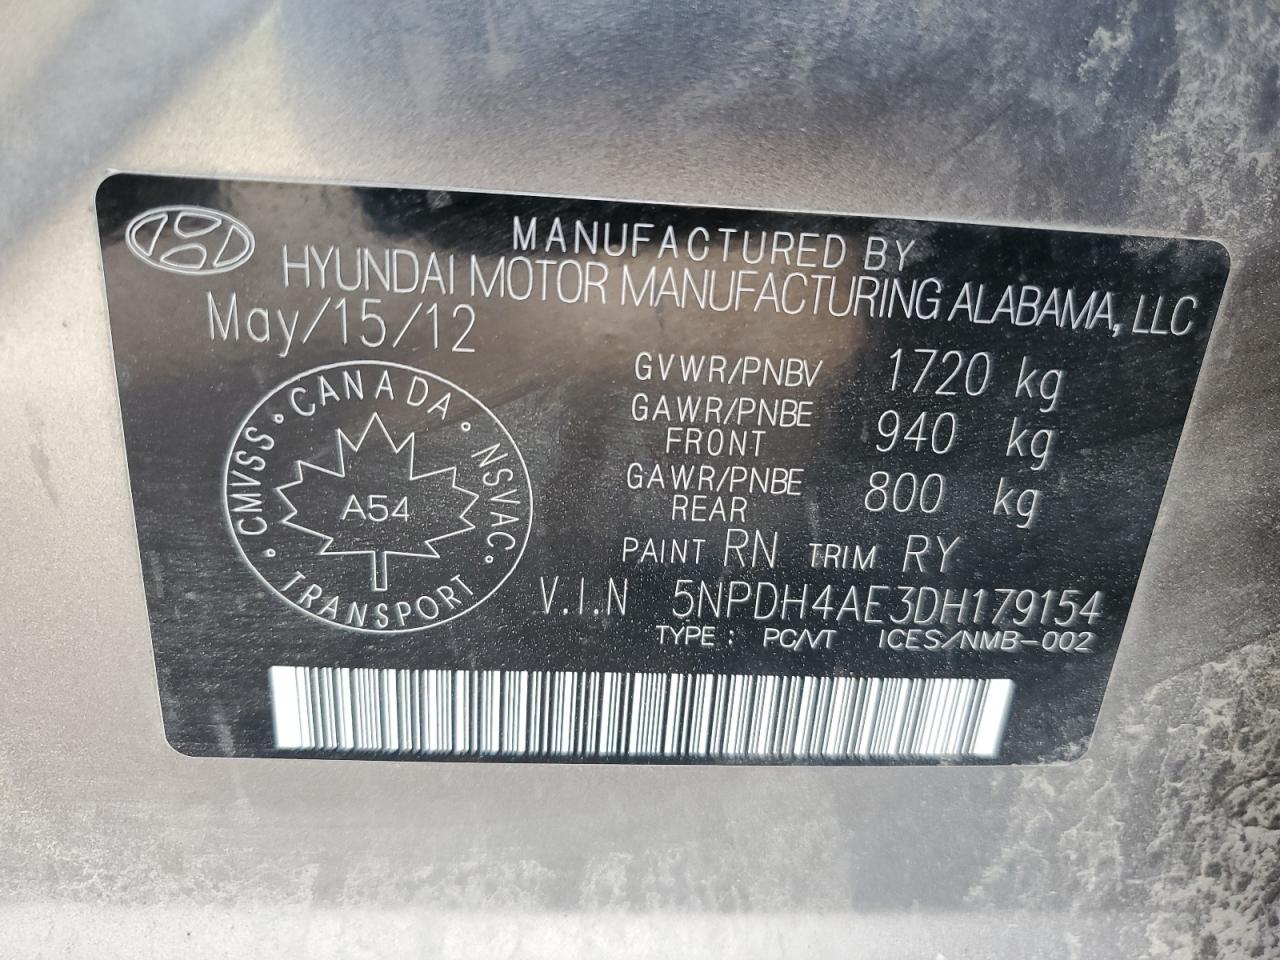 MANUFACTURED BY
HYUNDAI MOTOR MANUFACTURING ALABAMA, LLC
May/15/12
GVWR/PNBV 1720 kg
GAWR/PNBE FRONT 940 kg
GAWR/PNBE REAR 800 kg
CANADA
CMVSS
NSVAC
TRANSPORT
A54
PAINT RN TRIM RY
V.I.N 5NPDH4AE3DH179154
TYPE : PC/VT ICES/NMB-002